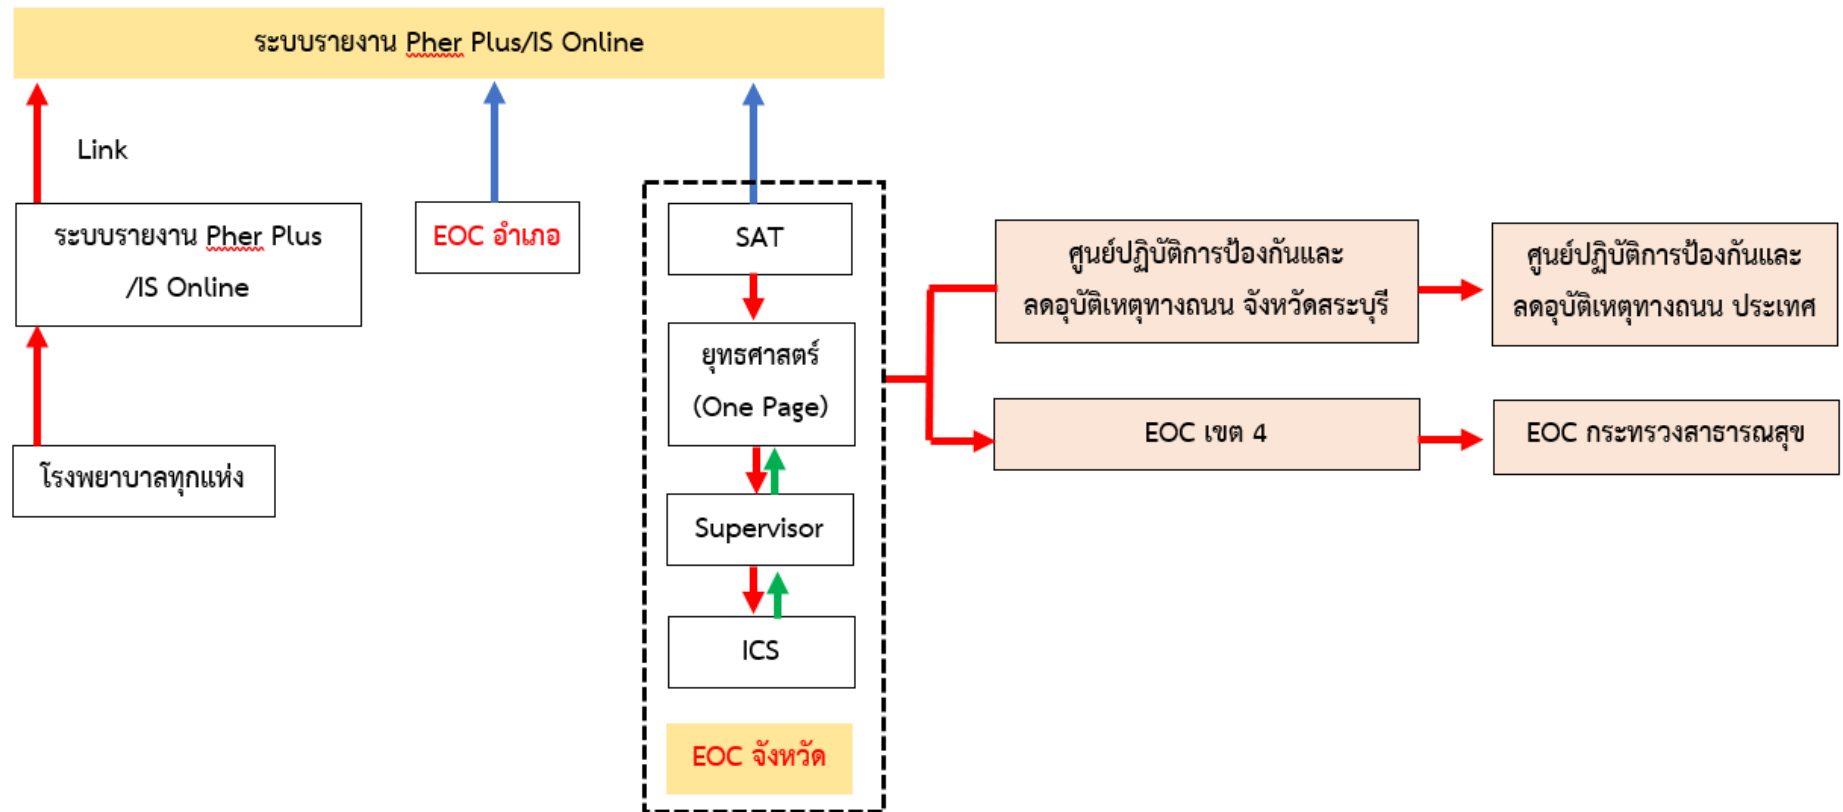 ระบบรายงาน Pher Plus/IS Online
Link
ระบบรายงาน Pher Plus
/IS Online
โรงพยาบาลทุกแห่ง
EOC อำเภอ
SAT
ยุทธศาสตร์
(One Page)
Supervisor
ICS
EOC จังหวัด
ศูนย์ปฏิบัติการป้องกันและ
ลดอุบัติเหตุทางถนน จังหวัดสระบุรี
ศูนย์ปฏิบัติการป้องกันและ
ลดอุบัติเหตุทางถนน ประเทศ
EOC เขต 4
EOC กระทรวงสาธารณสุข